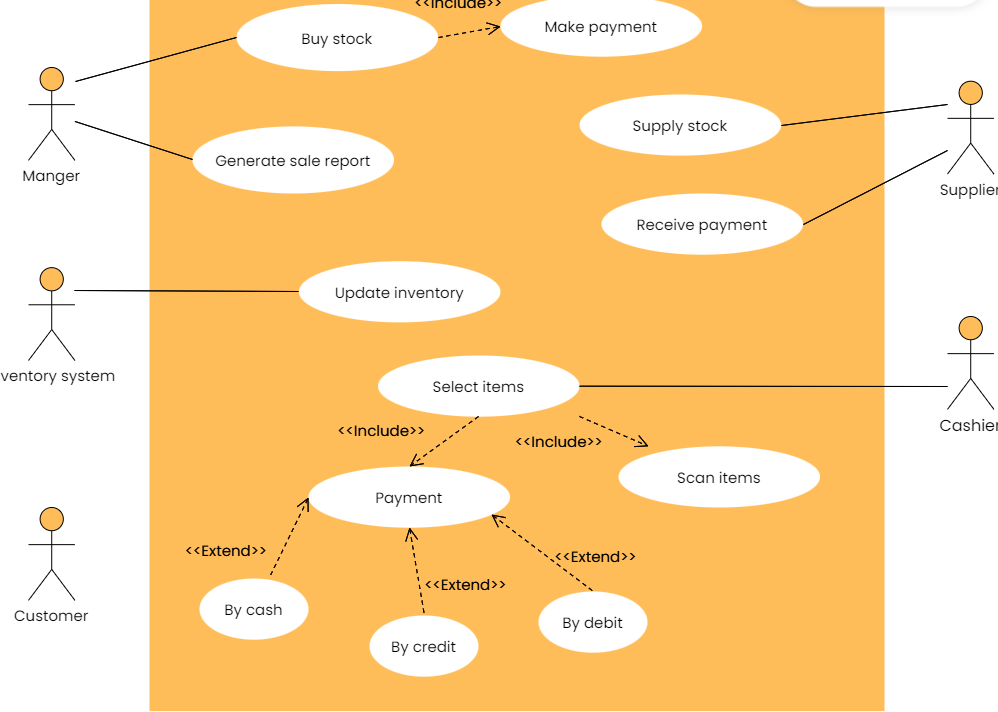 <<Include>>
Buy stock
Make payment
Supply stock
Generate sale report
Manger
Supplier
Receive payment
Update inventory
ventory system
Select items
Cashier
<<Include>>
<<Include>>
Scan items
Payment
<<Extend>>
<<Extend>>
<<Extend>>
By cash
Customer
By debit
By credit